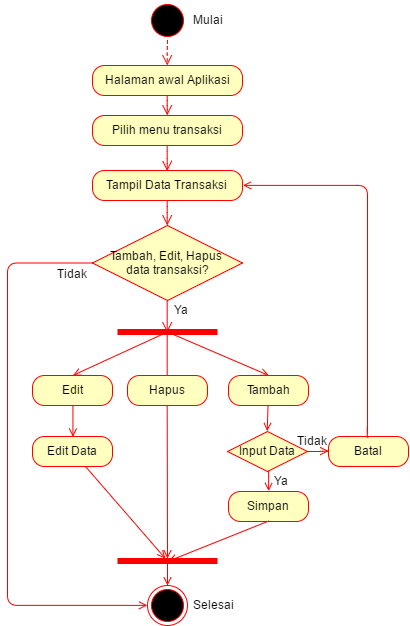 Mulai
Halaman awal Aplikasi
Pilih menu transaksi
Tampil Data Transaksi
Tambah, Edit, Hapus
data transaksi?
Tidak
Ya
Edit
Hapus
Tambah
Edit Data
Input Data
Tidak
Batal
Ya
Simpan
Selesai